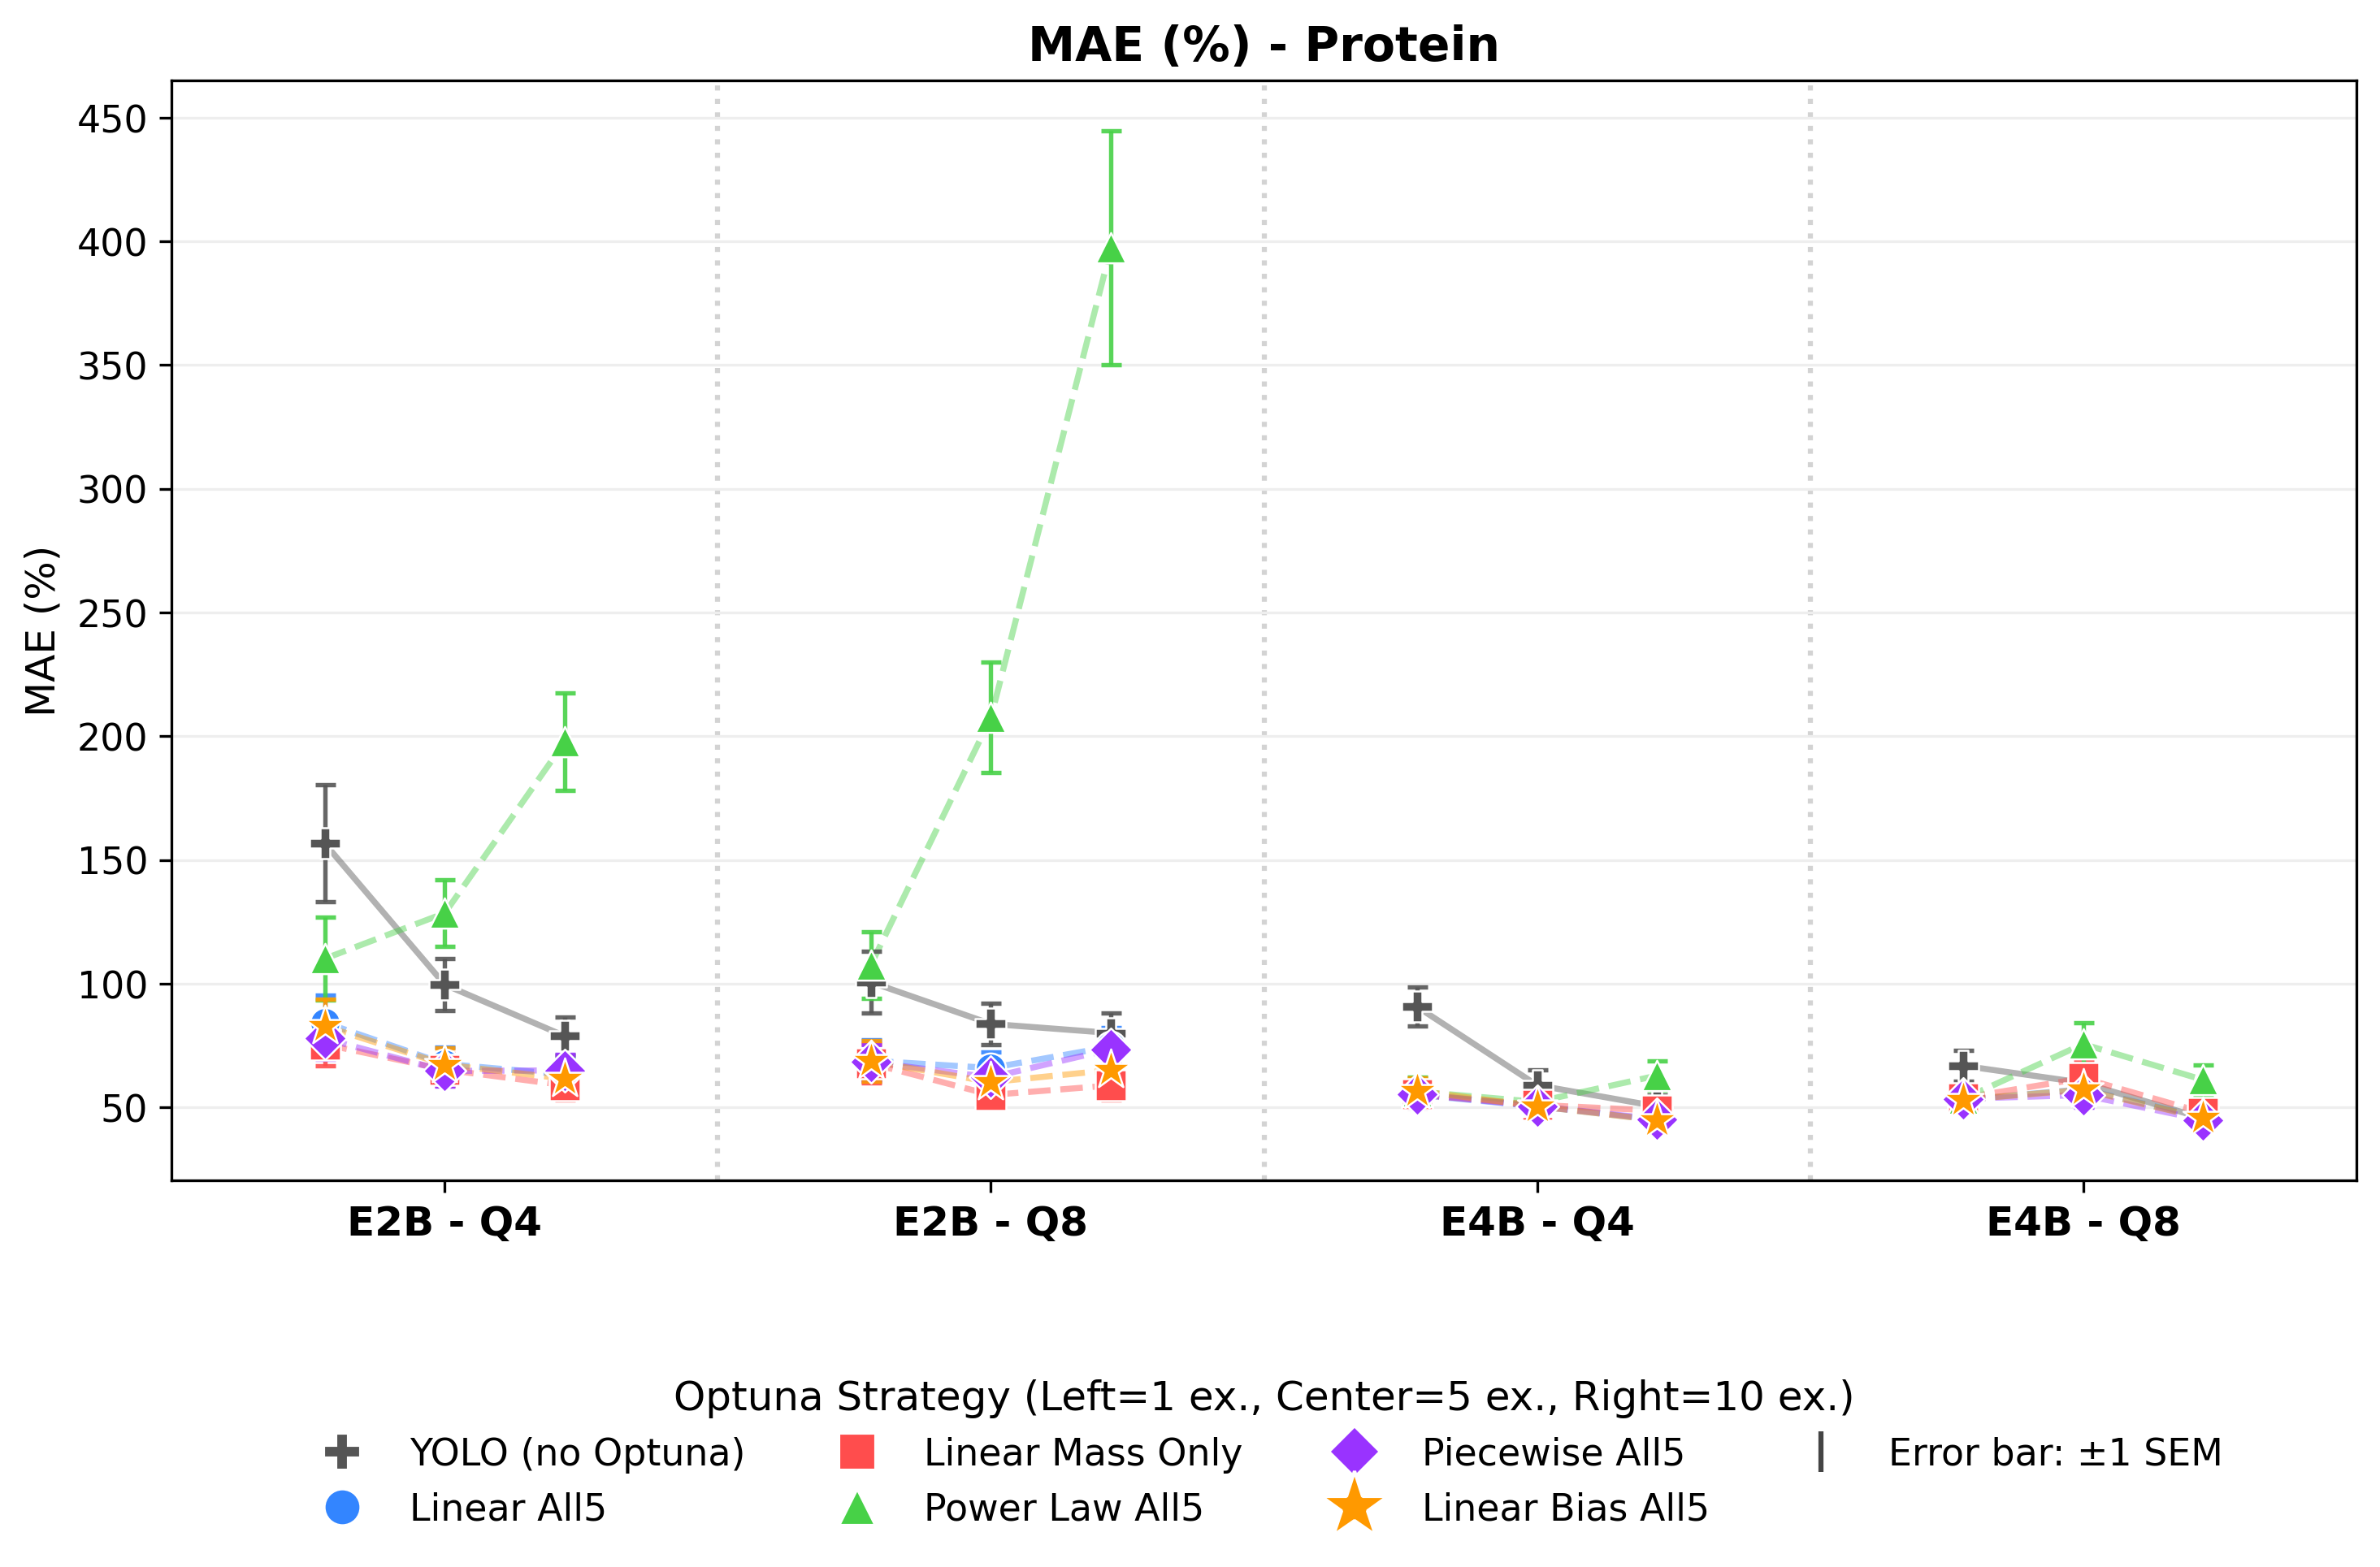 MAE (%) - Protein
MAE (%)
450
400
350
300
250
200
150
100
50
E2B - Q4
E2B - Q8
E4B - Q4
E4B - Q8
Optuna Strategy (Left=1 ex., Center=5 ex., Right=10 ex.)
YOLO (no Optuna)
Linear Mass Only
Piecewise All5
Error bar: ±1 SEM
Linear All5
Power Law All5
Linear Bias All5